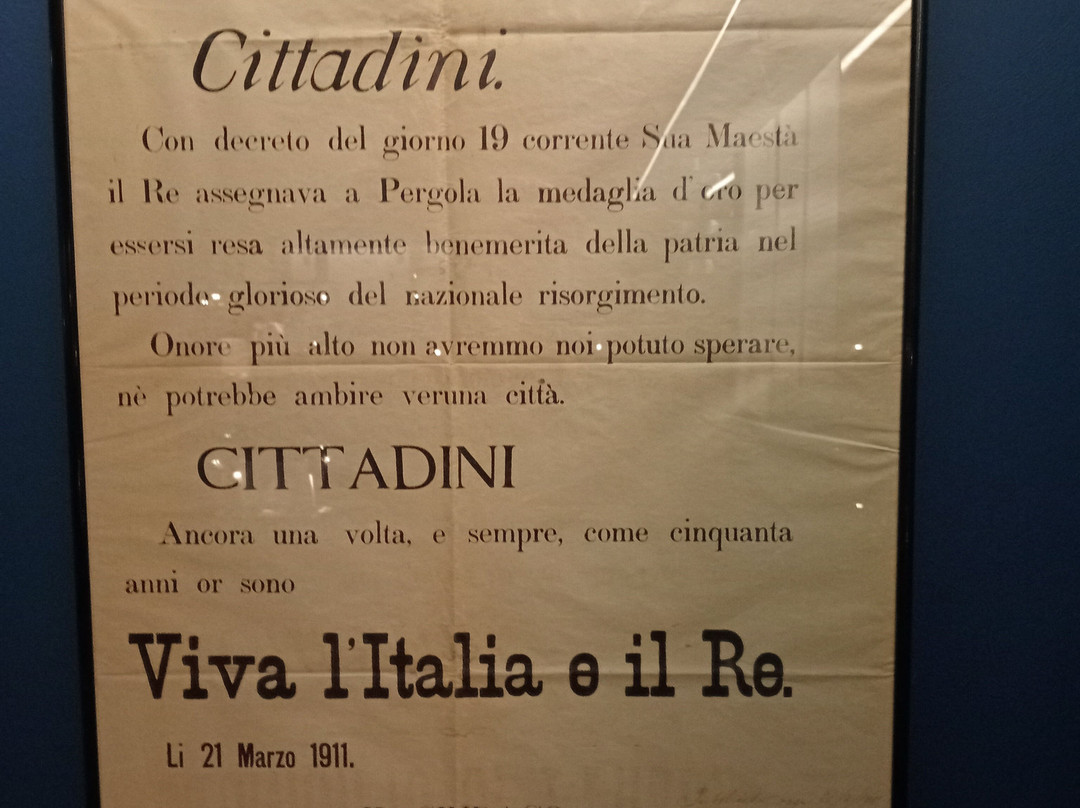 Cittadini.
Con decreto del giorno 19 corrente Sua Maestà
il Re assegnava a Pergola la medaglia d'oro per
essersi resa altamente benemerita della patria nel
periodo glorioso del nazionale risorgimento.
Onore più alto non avremmo noi potuto sperare,
nè potrebbe ambire veruna città.
CITTADINI
Ancora una volta, e sempre, come cinquanta
anni or sono
Viva l'Italia e il Re.
Li 21 Marzo 1911.